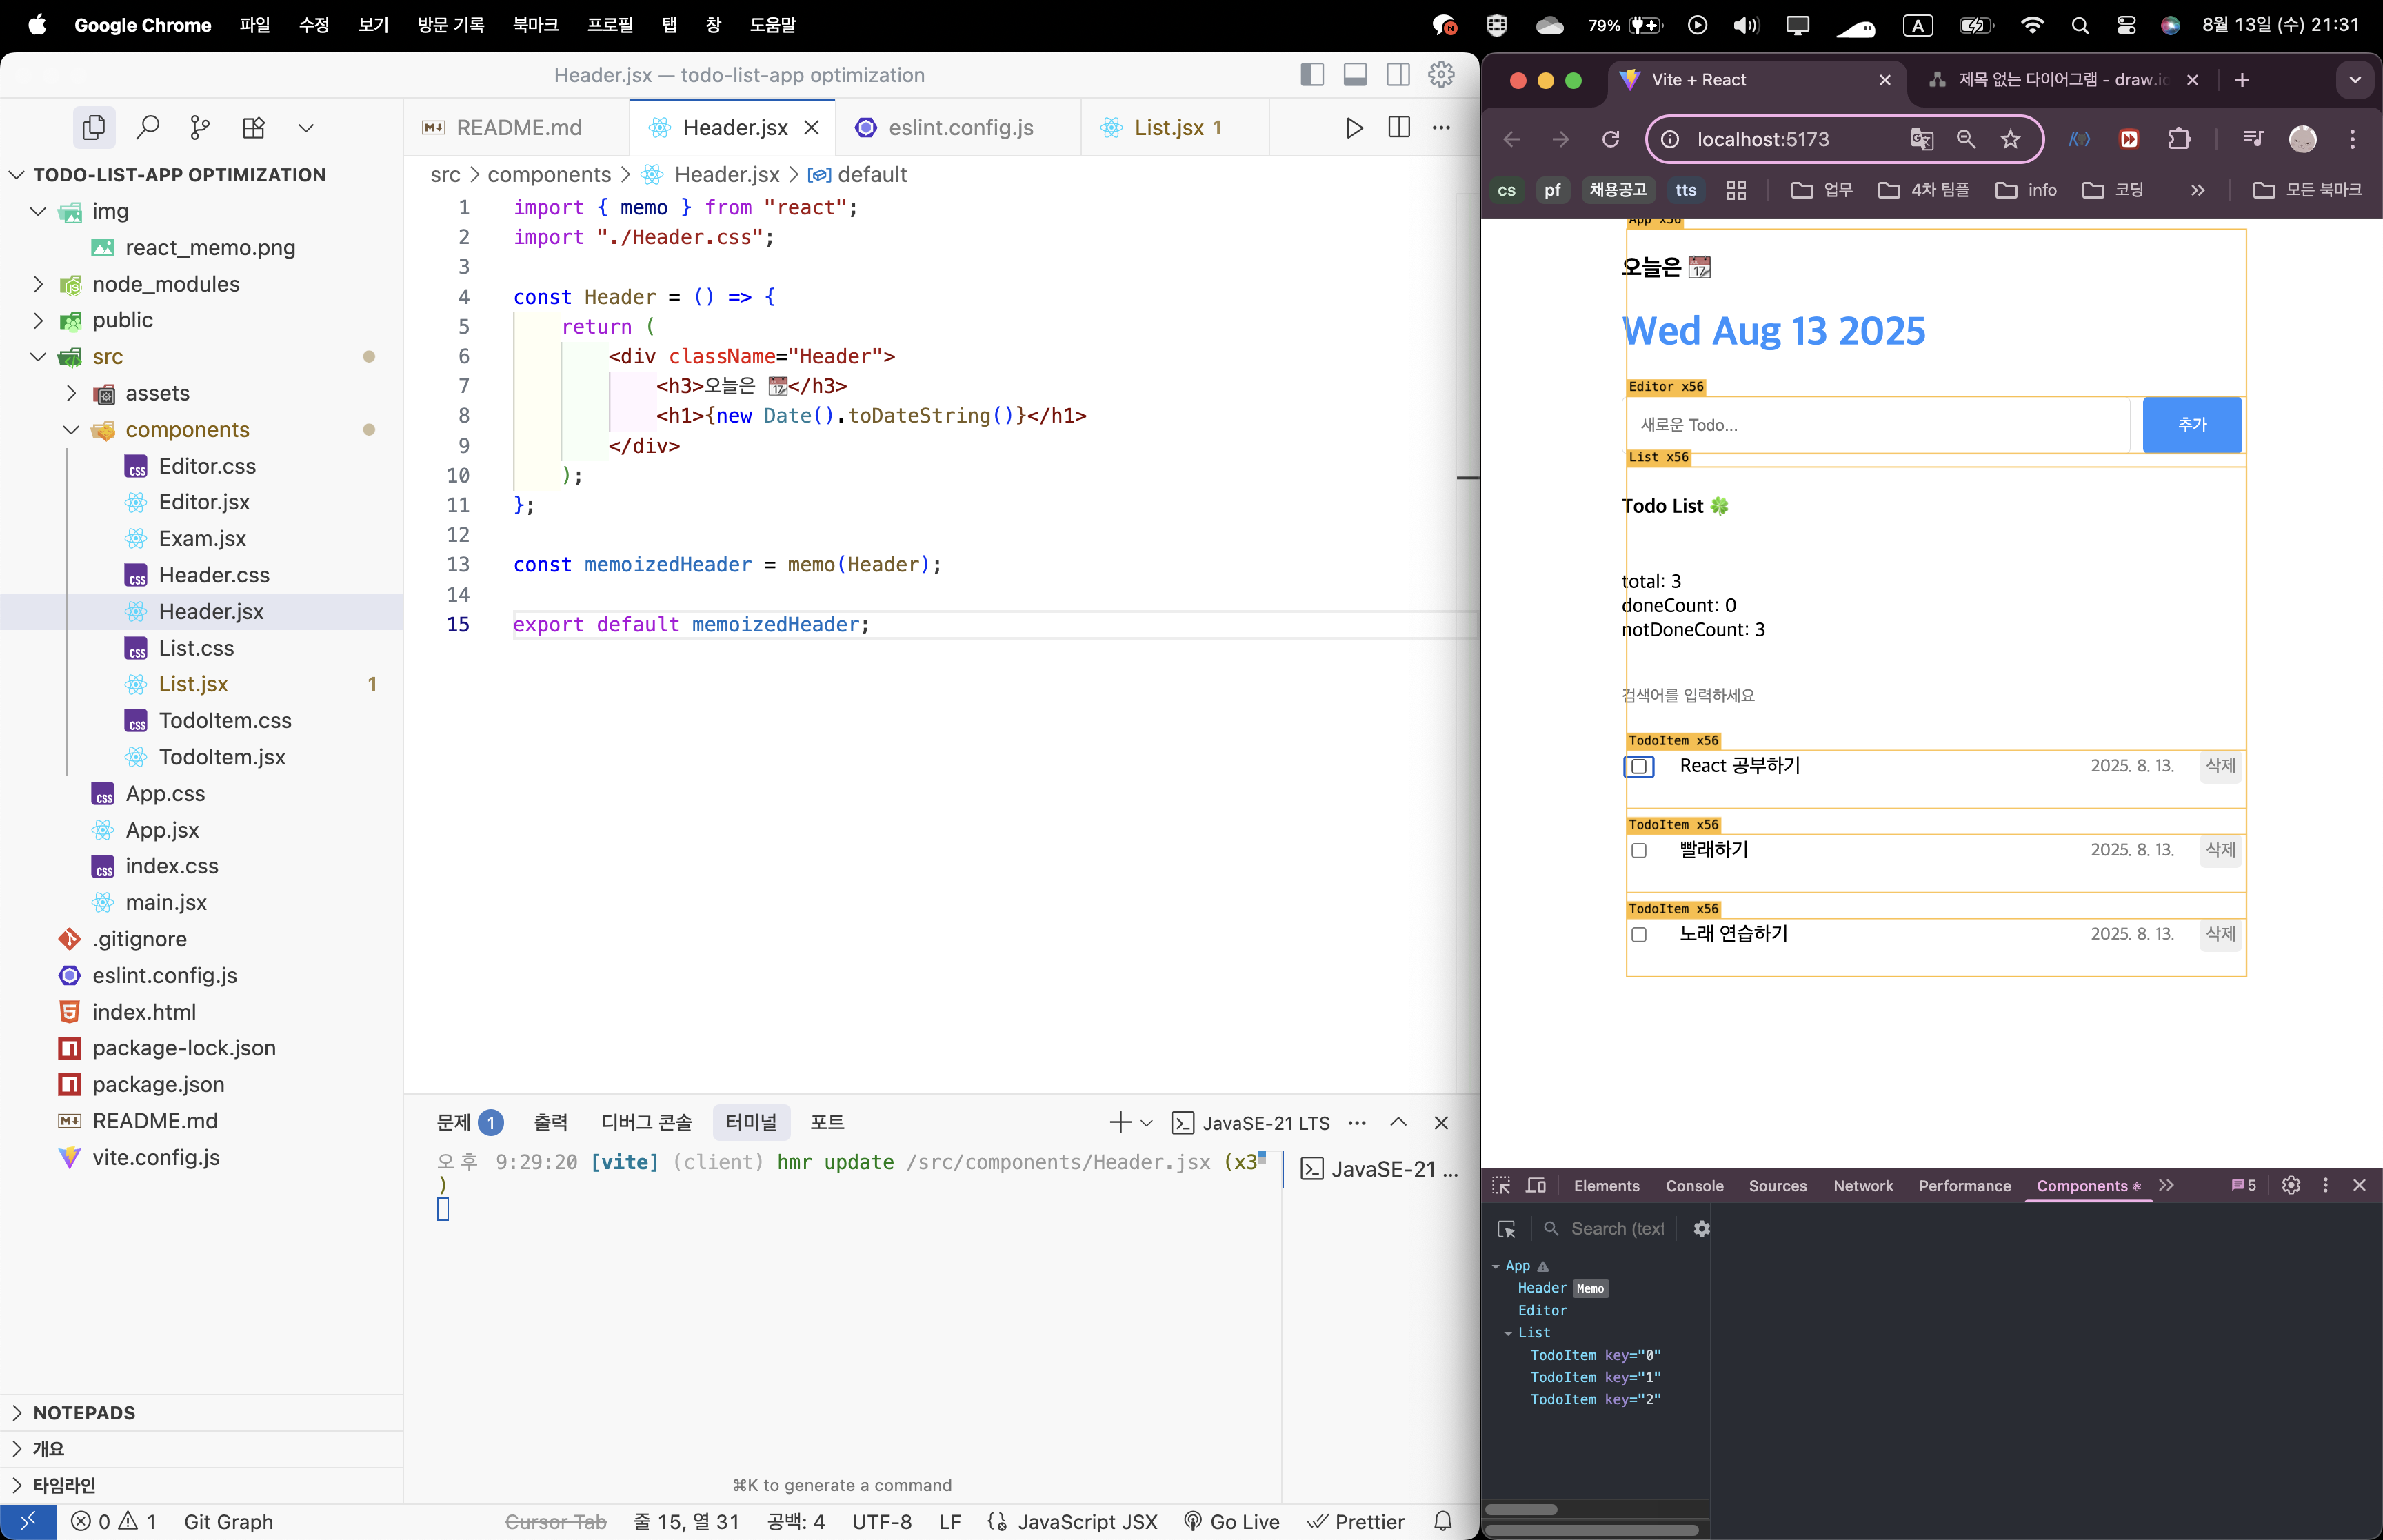 Google Chrome 파일 수정 보기 방문 기록 북마크 프로필 탭 창 도움말
79% A 8월 13일 (수) 21:31
Header.jsx — todo-list-app optimization
README.md
Header.jsx
eslint.config.js
List.jsx 1
TODO-LIST-APP OPTIMIZATION
img
react_memo.png
node_modules
public
src
assets
components
Editor.css
Editor.jsx
Exam.jsx
Header.css
Header.jsx
List.css
List.jsx 1
TodoItem.css
TodoItem.jsx
App.css
App.jsx
index.css
main.jsx
.gitignore
eslint.config.js
index.html
package-lock.json
package.json
README.md
vite.config.js
NOTEPADS
개요
타임라인
src > components > Header.jsx > default
1 import { memo } from "react";
2 import "./Header.css";
3
4 const Header = () => {
5 return (
6 <div className="Header">
7 <h3>오늘은 📆</h3>
8 <h1>{new Date().toDateString()}</h1>
9 </div>
10 );
11 };
12
13 const memoizedHeader = memo(Header);
14
15 export default memoizedHeader;
문제 1 출력 디버그 콘솔 터미널 포트
JavaSE-21 LTS
오후 9:29:20 [vite] (client) hmr update /src/components/Header.jsx (x3
)
JavaSE-21 ...
⌘K to generate a command
0 1 Git Graph
Cursor Tab 줄 15, 열 31 공백: 4 UTF-8 LF JavaScript JSX Go Live Prettier
Vite + React
제목 없는 다이어그램 - draw.io
localhost:5173
cs pf 채용공고 tts 업무 4차 팀플 info 코딩 모든 북마크
App x56
오늘은 📆
Wed Aug 13 2025
Editor x56
새로운 Todo...
추가
List x56
Todo List 🍀
total: 3
doneCount: 0
notDoneCount: 3
검색어를 입력하세요
TodoItem x56
React 공부하기 2025. 8. 13. 삭제
TodoItem x56
빨래하기 2025. 8. 13. 삭제
TodoItem x56
노래 연습하기 2025. 8. 13. 삭제
Elements Console Sources Network Performance Components 5
Search (text
App
Header Memo
Editor
List
TodoItem key="0"
TodoItem key="1"
TodoItem key="2"